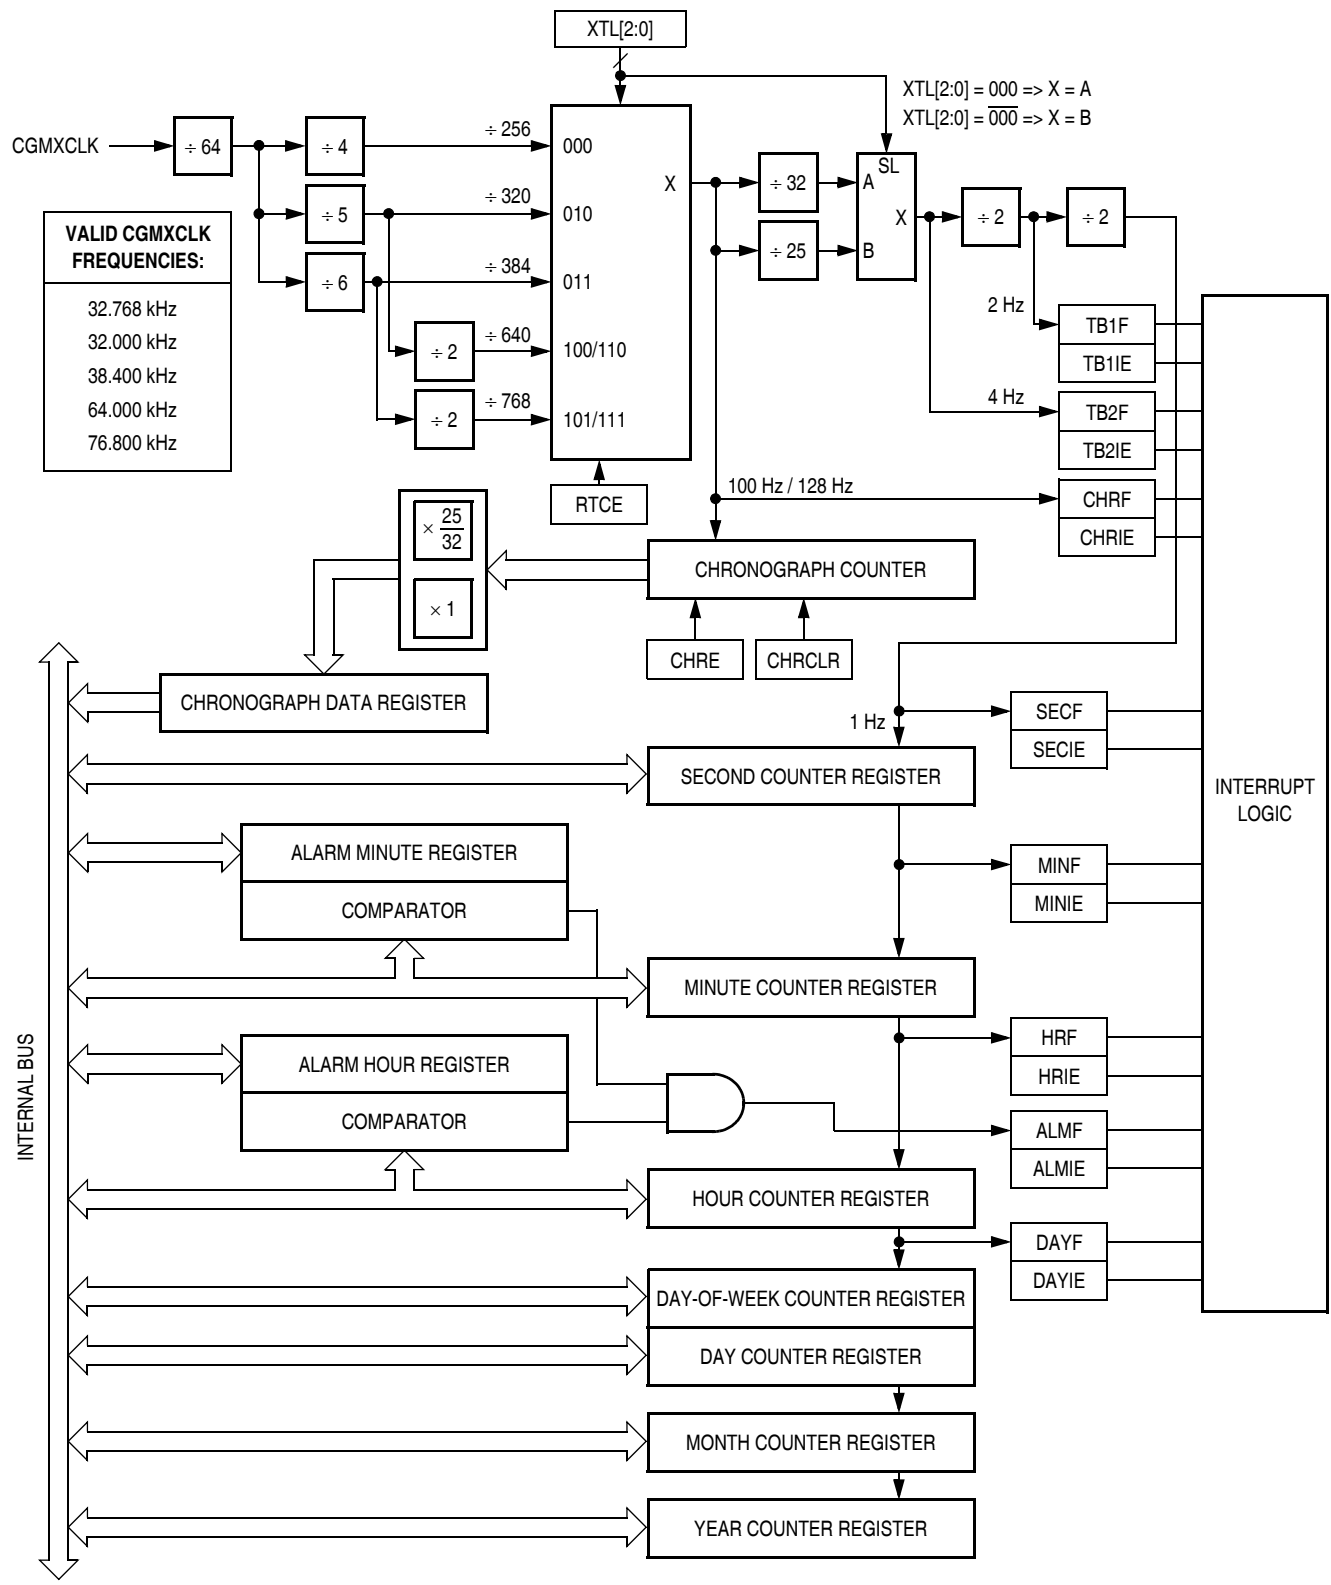 XTL[2:0]
XTL[2:0] = 000 => X = A
XTL[2:0] = 000 => X = B
CGMXCLK
÷ 64
÷ 4
÷ 256
000
÷ 5
÷ 320
010
÷ 6
÷ 384
011
÷ 2
÷ 640
100/110
÷ 2
÷ 768
101/111
X
RTCE
÷ 32
÷ 25
SL
A
B
X
÷ 2
÷ 2
VALID CGMXCLK
FREQUENCIES:
32.768 kHz
32.000 kHz
38.400 kHz
64.000 kHz
76.800 kHz
2 Hz
TB1F
TB1IE
4 Hz
TB2F
TB2IE
100 Hz / 128 Hz
CHRF
CHRIE
× 25
32
× 1
CHRONOGRAPH COUNTER
CHRE
CHRCLR
CHRONOGRAPH DATA REGISTER
1 Hz
SECF
SECIE
SECOND COUNTER REGISTER
INTERRUPT
LOGIC
ALARM MINUTE REGISTER
COMPARATOR
MINF
MINIE
MINUTE COUNTER REGISTER
INTERNAL BUS
ALARM HOUR REGISTER
COMPARATOR
HRF
HRIE
ALMF
ALMIE
HOUR COUNTER REGISTER
DAYF
DAYIE
DAY-OF-WEEK COUNTER REGISTER
DAY COUNTER REGISTER
MONTH COUNTER REGISTER
YEAR COUNTER REGISTER